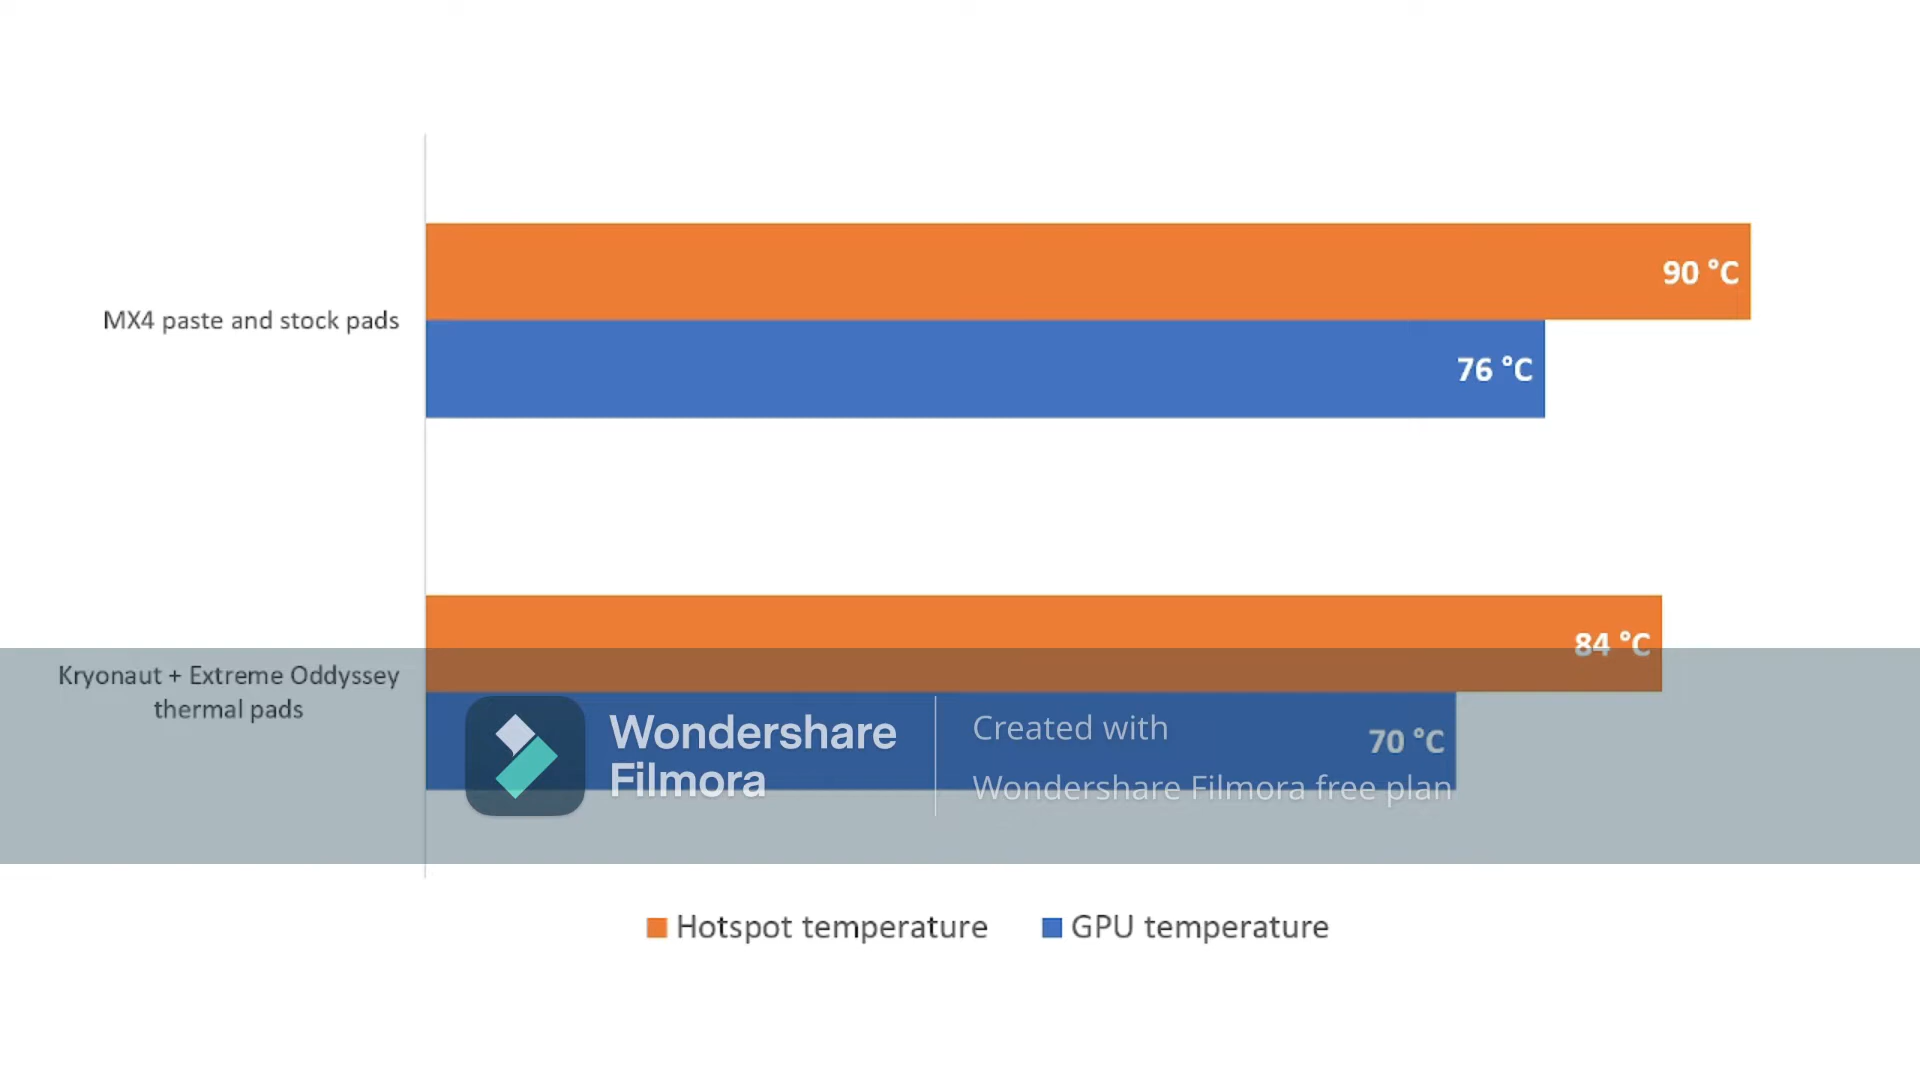 90 °C
MX4 paste and stock pads
76 °C
84 °C
Kryonaut + Extreme Oddyssey
thermal pads
70 °C
Wondershare
Filmora
Created with
Wondershare Filmora free plan
Hotspot temperature
GPU temperature